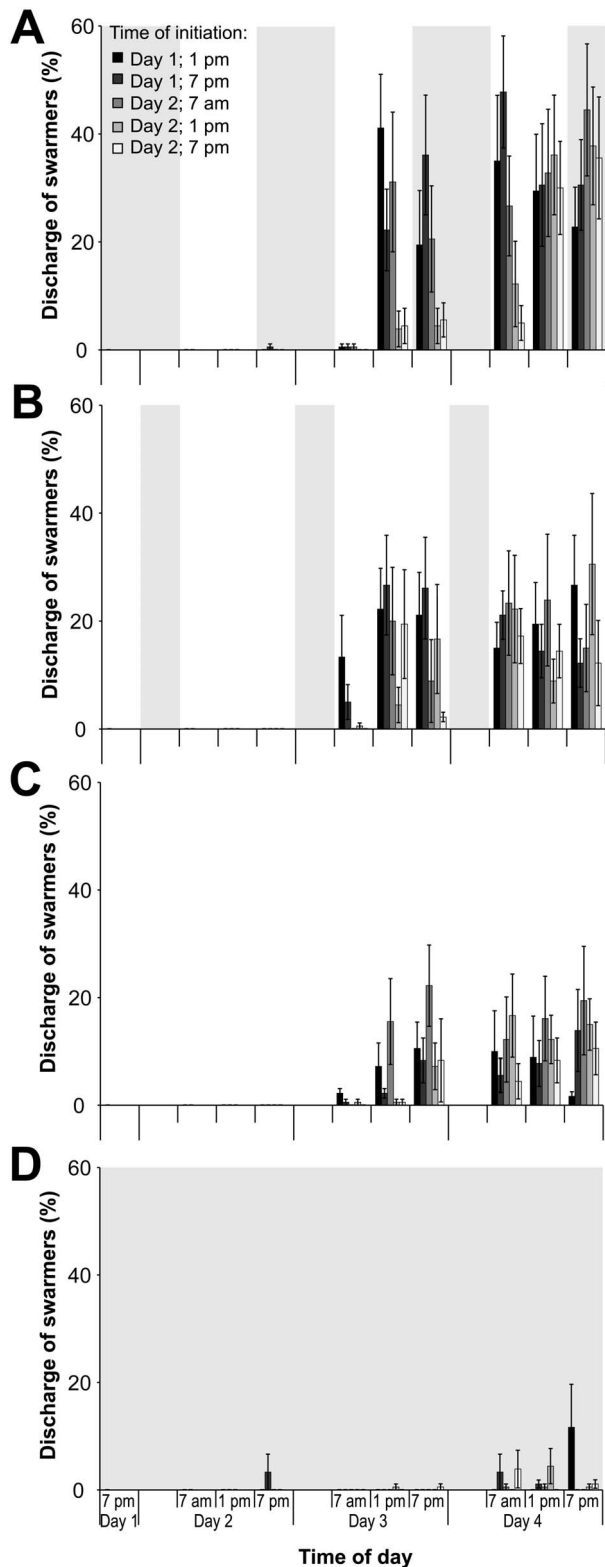 A
60
40
20
0
Discharge of swarmers (%)
Time of initiation:
Day 1; 1 pm
Day 1; 7 pm
Day 2; 7 am
Day 2; 1 pm
Day 2; 7 pm
B
60
40
20
0
Discharge of swarmers (%)
C
60
40
20
0
Discharge of swarmers (%)
D
60
40
20
0
Discharge of swarmers (%)
7 pm 7 am 1 pm 7 pm 7 am 1 pm 7 pm 7 am 1 pm 7 pm
Day 1 Day 2 Day 3 Day 4
Time of day